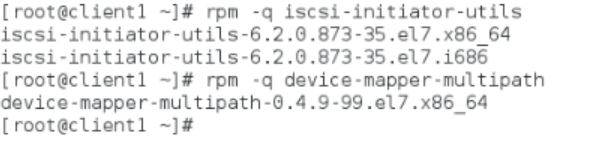 [root@client1 ~]# rpm -q iscsi-initiator-utils
iscsi-initiator-utils-6.2.0.873-35.el7.x86_64
iscsi-initiator-utils-6.2.0.873-35.el7.i686
[root@client1 ~]# rpm -q device-mapper-multipath
device-mapper-multipath-0.4.9-99.el7.x86_64
[root@client1 ~]#